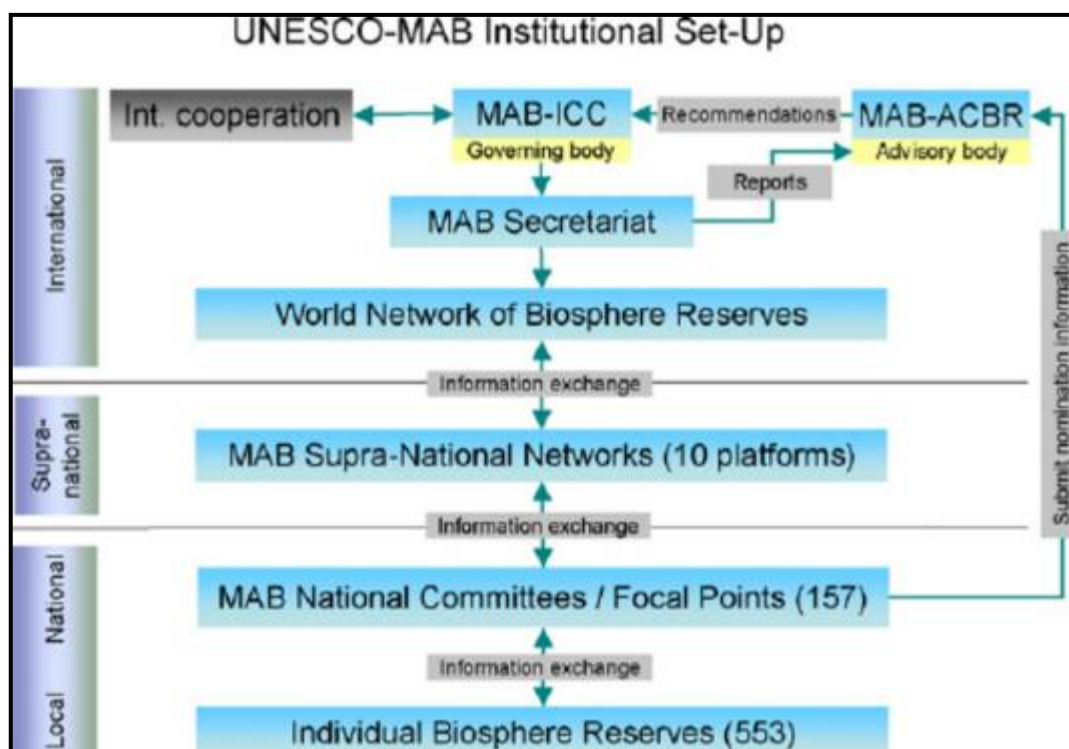 UNESCO-MAB Institutional Set-Up
International
Int. cooperation
MAB-ICC
Governing body
Recommendations
MAB-ACBR
Advisory body
Reports
MAB Secretariat
World Network of Biosphere Reserves
Information exchange
Supra-
national
MAB Supra-National Networks (10 platforms)
Information exchange
National
MAB National Committees / Focal Points (157)
Submit nomination information
Information exchange
Local
Individual Biosphere Reserves (553)